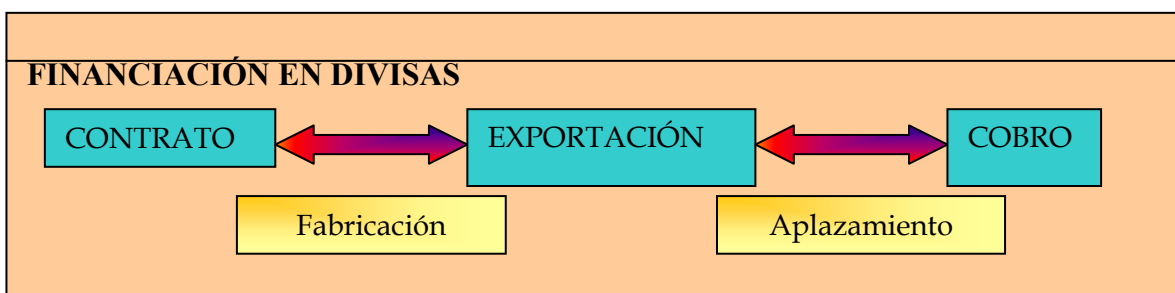 FINANCIACIÓN EN DIVISAS
CONTRATO
EXPORTACIÓN
COBRO
Fabricación
Aplazamiento